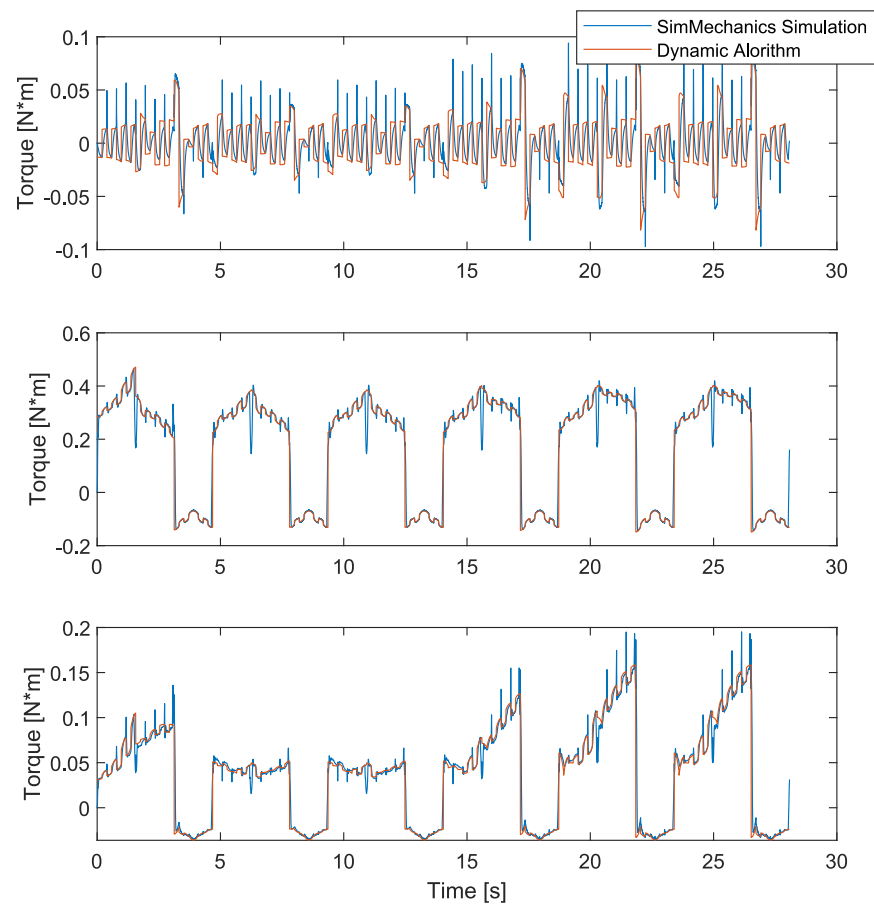 SimMechanics Simulation
Dynamic Alorithm
Torque [N*m]
0.1
0.05
0
-0.05
-0.1
0 5 10 15 20 25 30
Torque [N*m]
0.6
0.4
0.2
0
-0.2
0 5 10 15 20 25 30
Torque [N*m]
0.2
0.15
0.1
0.05
0
0 5 10 15 20 25 30
Time [s]